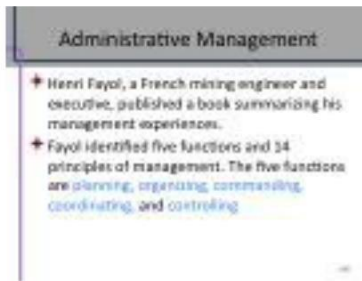 Administrative Management
Henri Fayol, a French mining engineer and
executive, published a book summarizing his
management experiences.
Fayol identified five functions and 14
principles of management. The five functions
are planning, organizing, commanding,
coordinating, and controlling